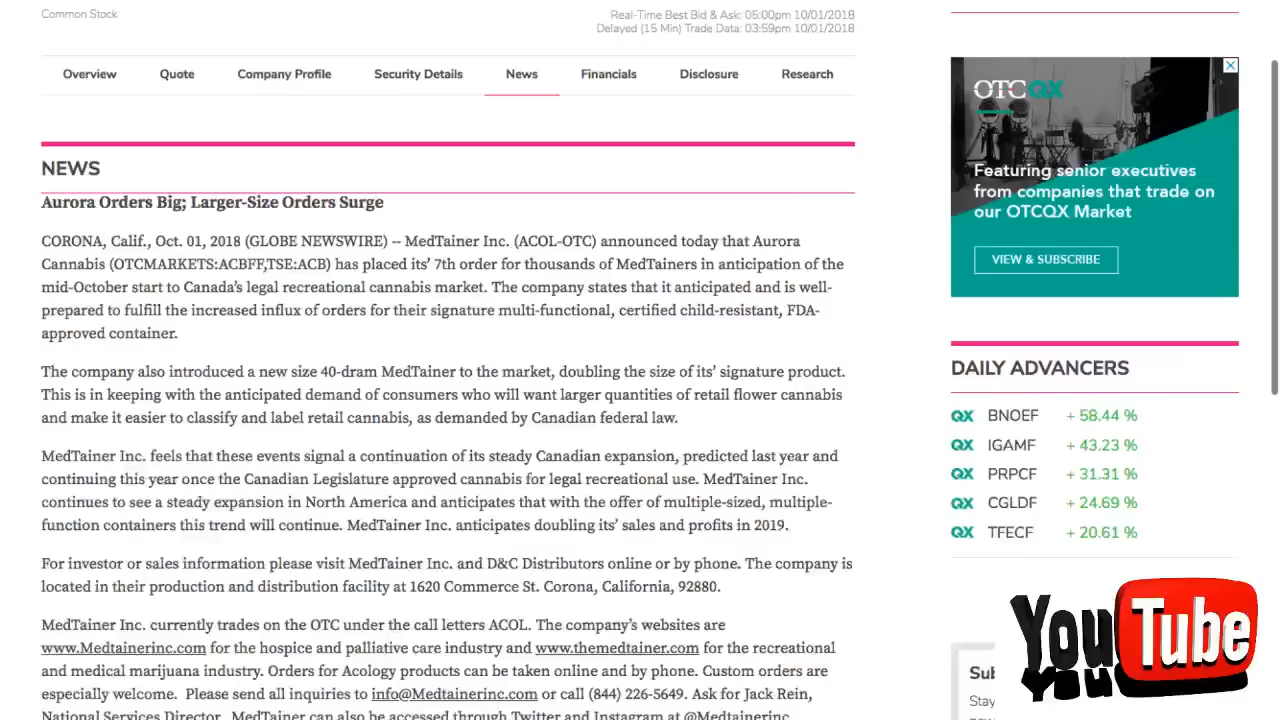 Common Stock
Real-Time Best Bid & Ask: 05:00pm 10/01/2018
Delayed (15 Min) Trade Data: 03:59pm 10/01/2018
Overview Quote Company Profile Security Details News Financials Disclosure Research
NEWS
Aurora Orders Big; Larger-Size Orders Surge
CORONA, Calif., Oct. 01, 2018 (GLOBE NEWSWIRE) -- MedTainer Inc. (ACOL-OTC) announced today that Aurora
Cannabis (OTCMARKETS:ACBFF,TSE:ACB) has placed its' 7th order for thousands of MedTainers in anticipation of the
mid-October start to Canada's legal recreational cannabis market. The company states that it anticipated and is well-
prepared to fulfill the increased influx of orders for their signature multi-functional, certified child-resistant, FDA-
approved container.
The company also introduced a new size 40-dram MedTainer to the market, doubling the size of its' signature product.
This is in keeping with the anticipated demand of consumers who will want larger quantities of retail flower cannabis
and make it easier to classify and label retail cannabis, as demanded by Canadian federal law.
MedTainer Inc. feels that these events signal a continuation of its steady Canadian expansion, predicted last year and
continuing this year once the Canadian Legislature approved cannabis for legal recreational use. MedTainer Inc.
continues to see a steady expansion in North America and anticipates that with the offer of multiple-sized, multiple-
function containers this trend will continue. MedTainer Inc. anticipates doubling its' sales and profits in 2019.
For investor or sales information please visit MedTainer Inc. and D&C Distributors online or by phone. The company is
located in their production and distribution facility at 1620 Commerce St. Corona, California, 92880.
MedTainer Inc. currently trades on the OTC under the call letters ACOL. The company's websites are
www.Medtainerinc.com for the hospice and palliative care industry and www.themedtainer.com for the recreational
and medical marijuana industry. Orders for Acology products can be taken online and by phone. Custom orders are
especially welcome. Please send all inquiries to info@Medtainerinc.com or call (844) 226-5649. Ask for Jack Rein,
National Services Director. MedTainer can also be accessed through Twitter and Instagram at @Medtainerinc
OTCQX
Featuring senior executives
from companies that trade on
our OTCQX Market
VIEW & SUBSCRIBE
DAILY ADVANCERS
QX BNOEF + 58.44 %
QX IGAMF + 43.23 %
QX PRPCF + 31.31 %
QX CGLDF + 24.69 %
QX TFECF + 20.61 %
YouTube
Sub
Stay